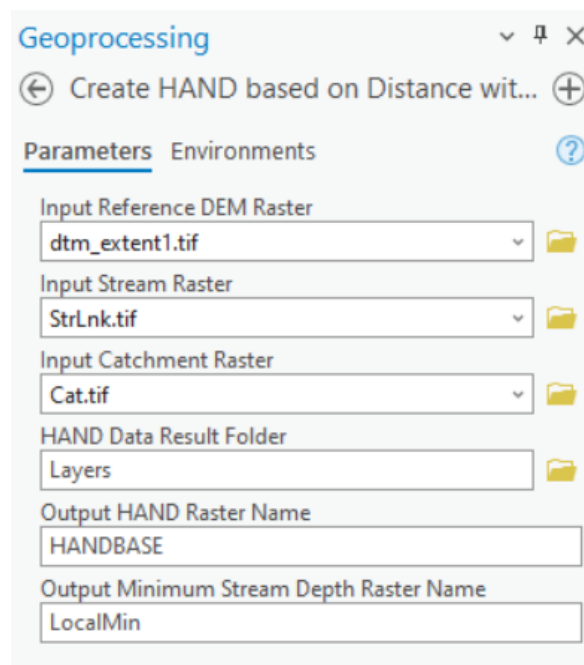 Geoprocessing
Create HAND based on Distance wit...
Parameters Environments
Input Reference DEM Raster
dtm_extent1.tif
Input Stream Raster
StrLnk.tif
Input Catchment Raster
Cat.tif
HAND Data Result Folder
Layers
Output HAND Raster Name
HANDBASE
Output Minimum Stream Depth Raster Name
LocalMin